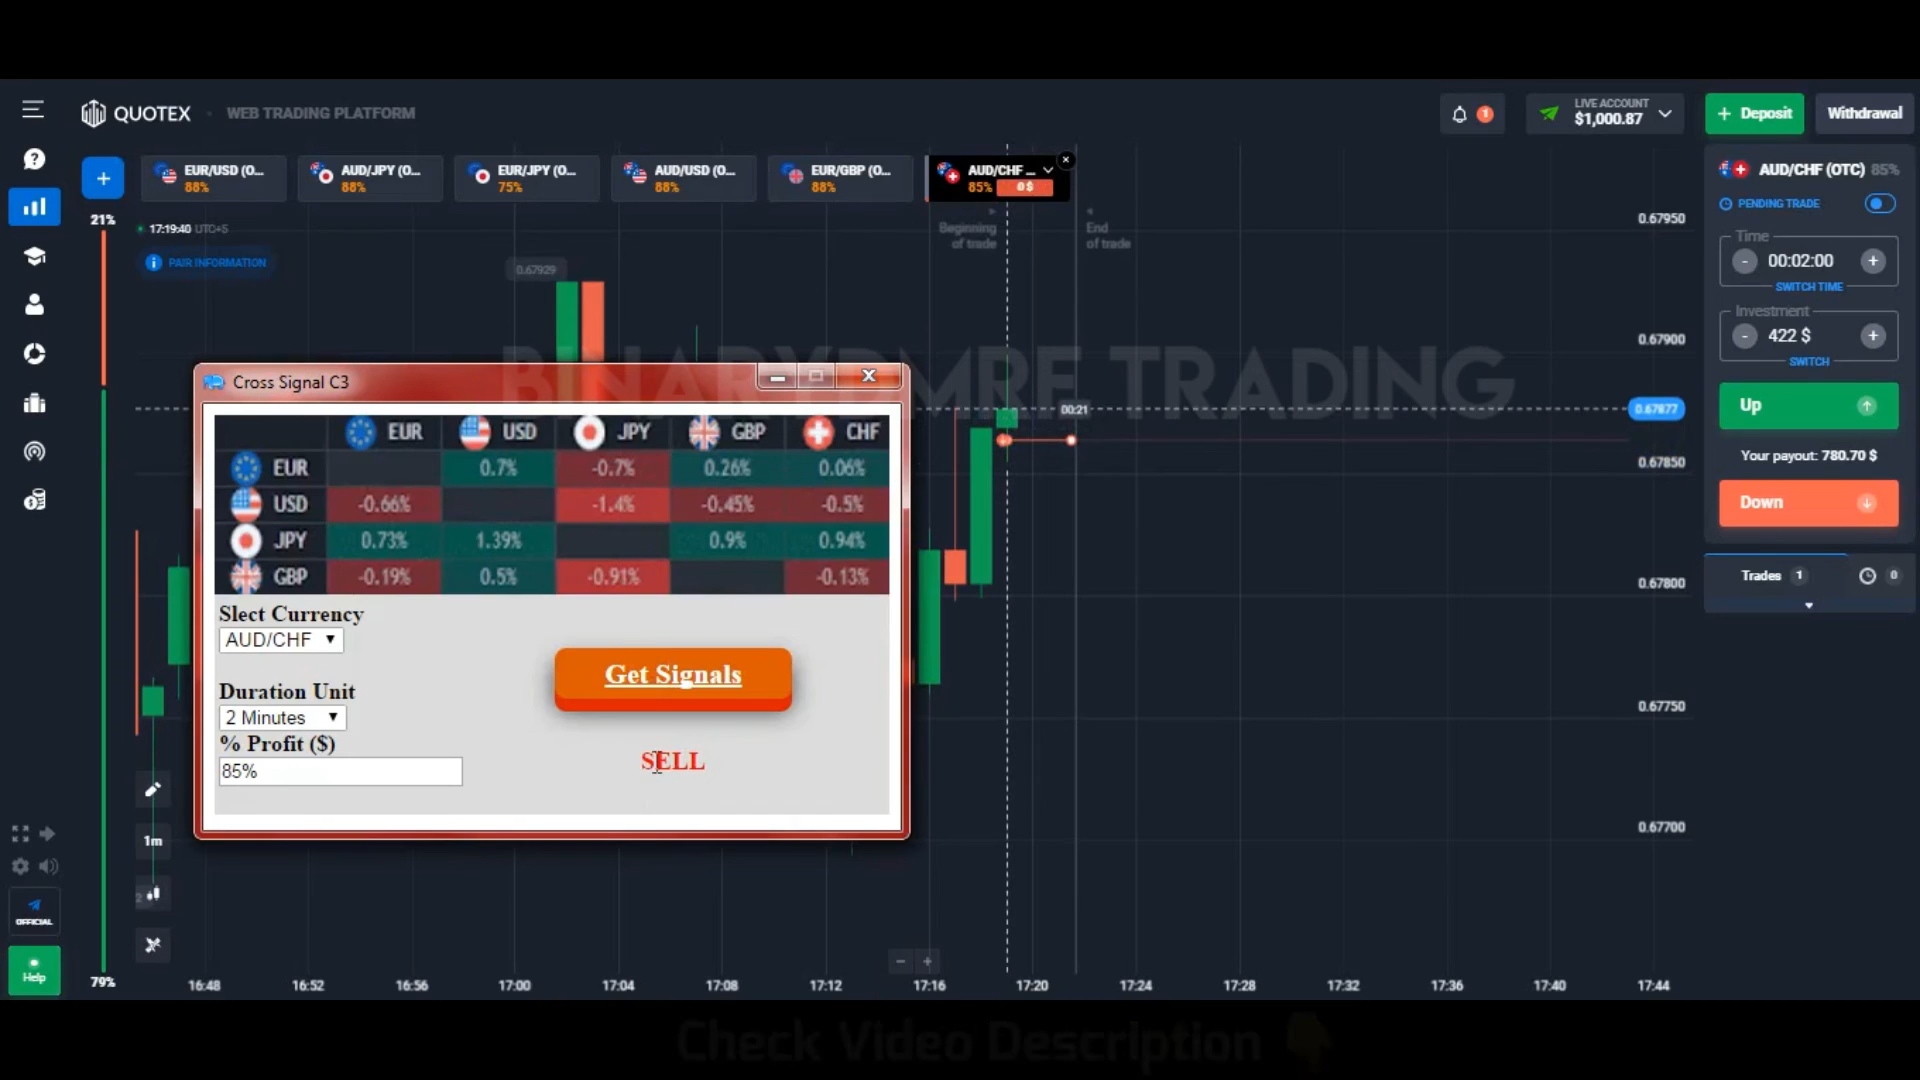 QUOTEX
WEB TRADING PLATFORM
1
LIVE ACCOUNT
$1,000.87
+ Deposit
Withdrawal
+
EUR/USD (O...
88%
AUD/JPY (O...
88%
EUR/JPY (O...
75%
AUD/USD (O...
88%
EUR/GBP (O...
88%
AUD/CHF ...
85%
0 $
AUD/CHF (OTC) 85%
PENDING TRADE
21%
17:19:40 UTC+5
PAIR INFORMATION
Beginning
of trade
End
of trade
0.67950
0.67929
Time
- 00:02:00 +
SWITCH TIME
Investment
- 422 $ +
SWITCH
0.67900
BINARYDMRE TRADING
00:21
0.67877
Up
Your payout: 780.70 $
Down
0.67850
Trades 1
0
0.67800
0.67750
0.67700
Cross Signal C3
EUR USD JPY GBP CHF
EUR 0.7% -0.7% 0.26% 0.06%
USD -0.66% -1.4% -0.45% -0.5%
JPY 0.73% 1.39% 0.9% 0.94%
GBP -0.19% 0.5% -0.91% -0.13%
Slect Currency
AUD/CHF
Get Signals
Duration Unit
2 Minutes
% Profit ($)
85%
SELL
1m
2
OFFICIAL
Help
79%
- +
16:48 16:52 16:56 17:00 17:04 17:08 17:12 17:16 17:20 17:24 17:28 17:32 17:36 17:40 17:44
Check Video Description